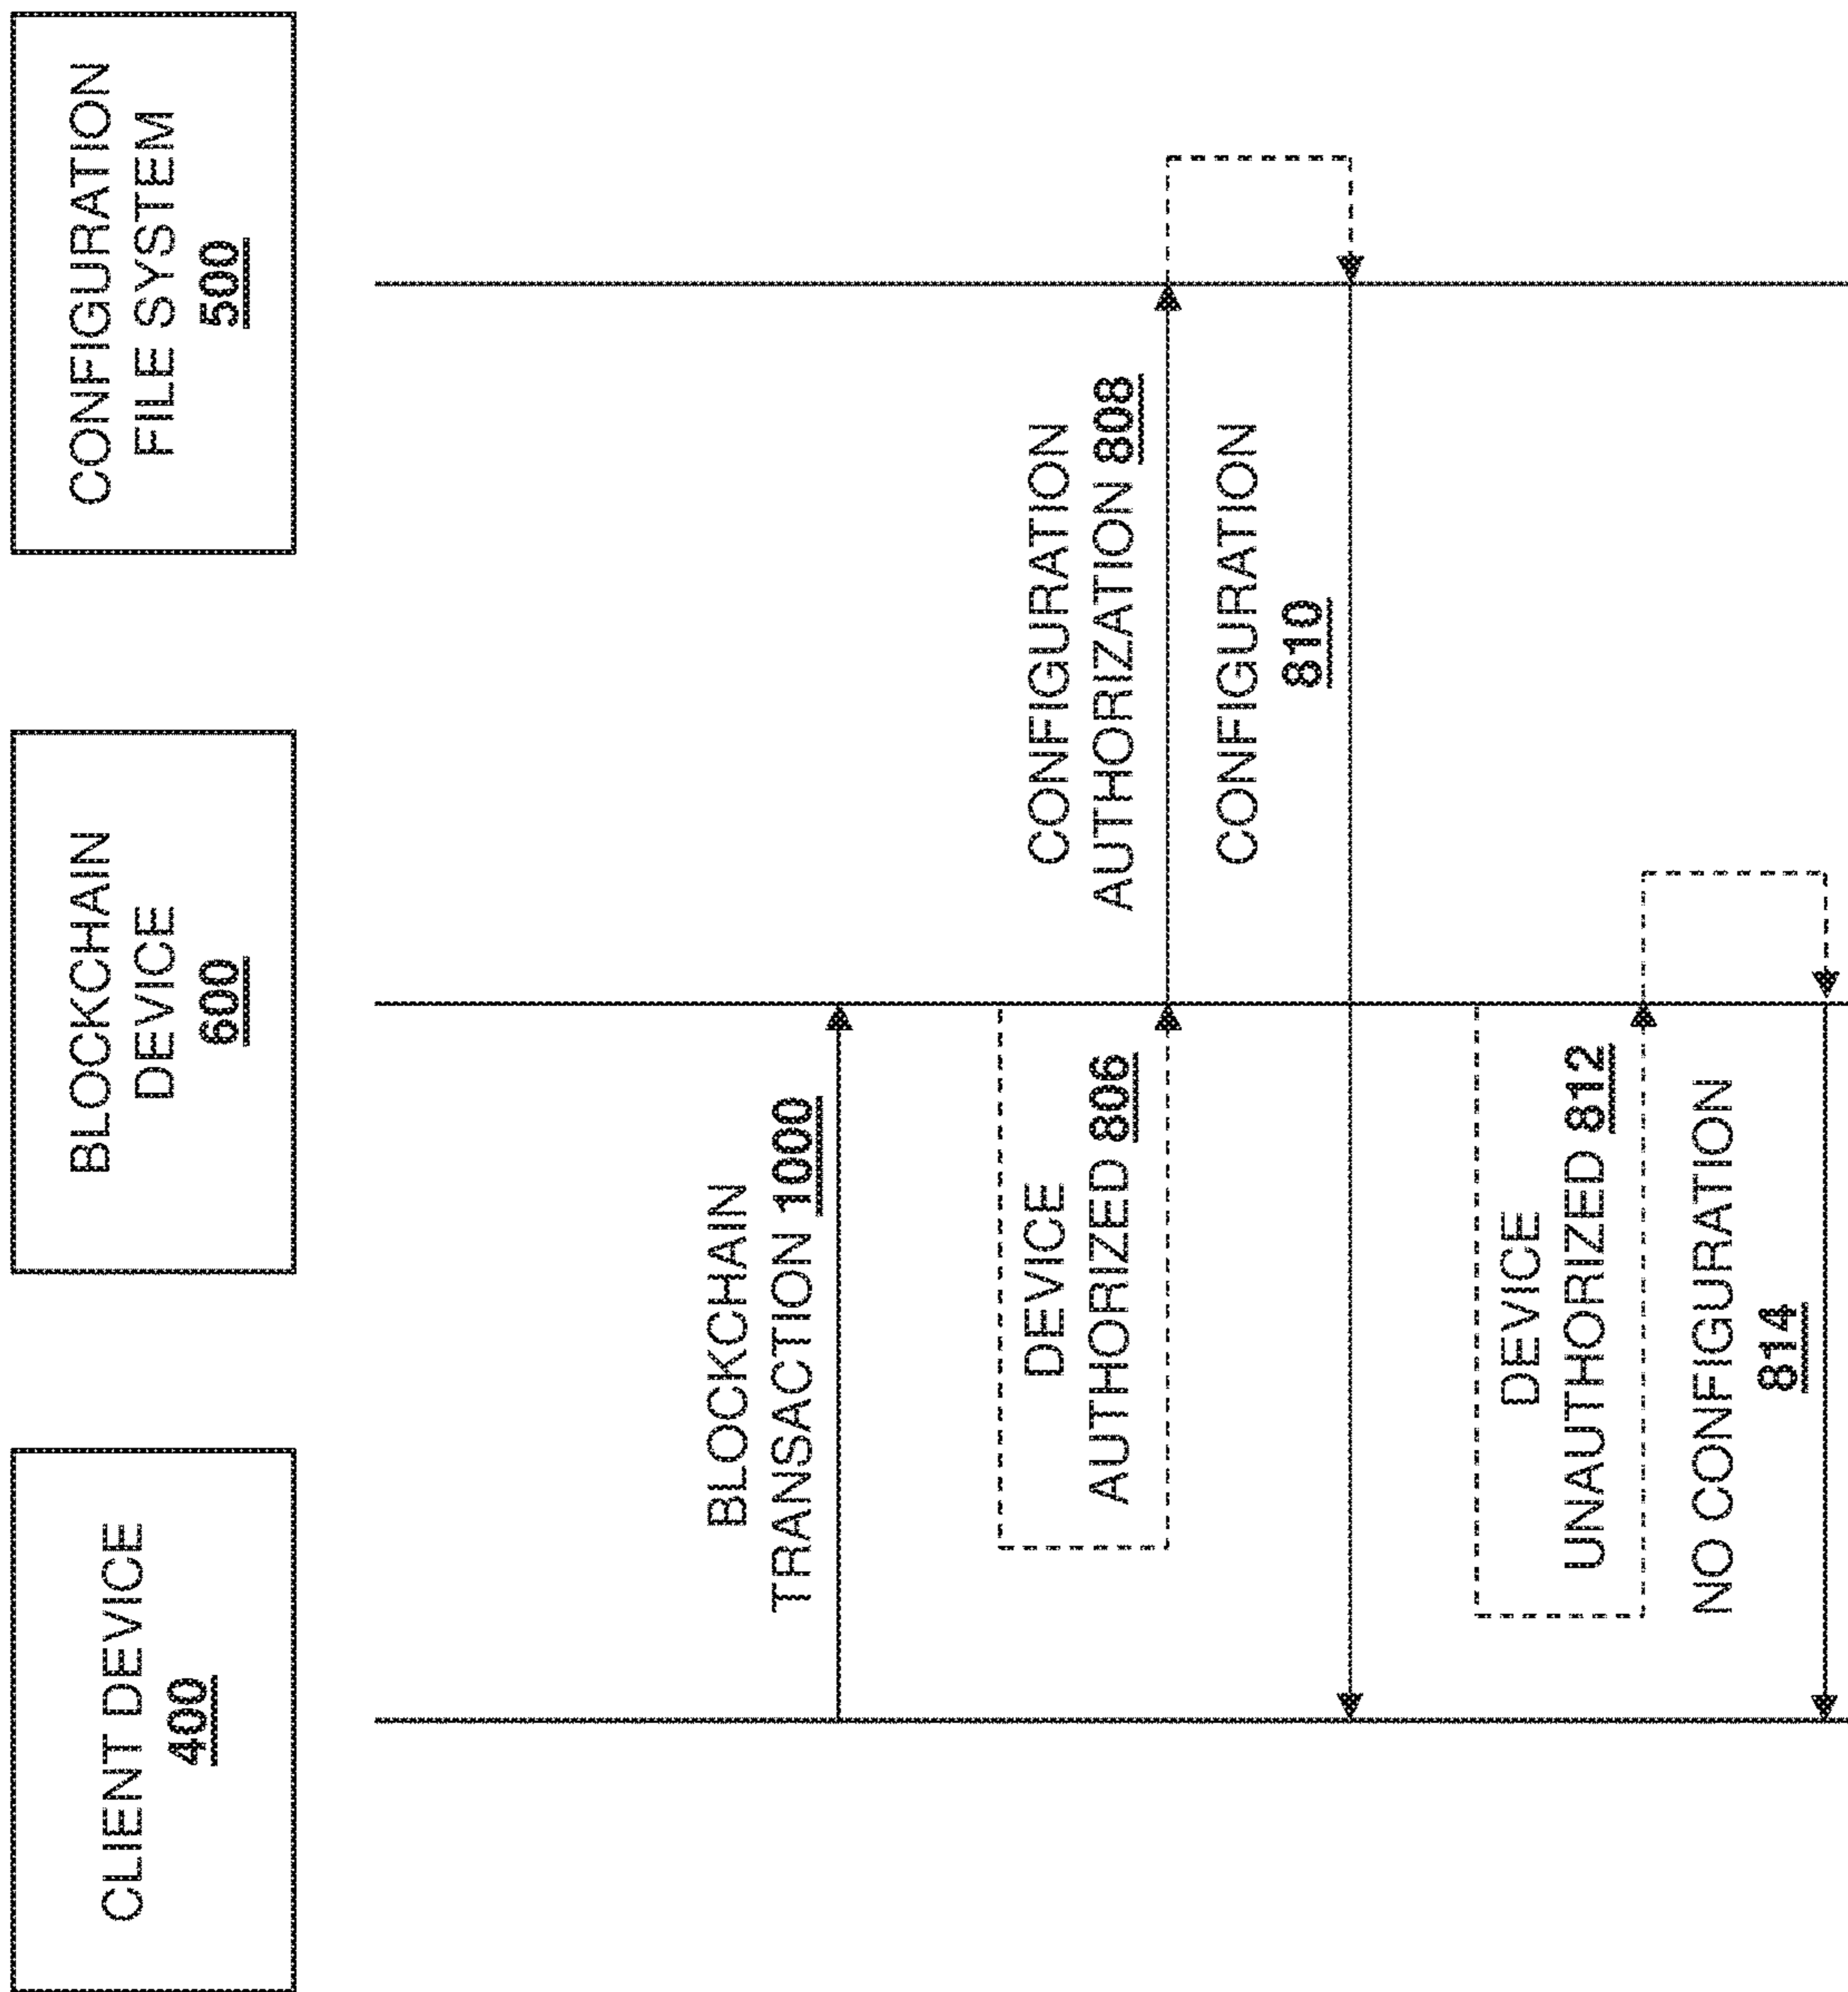 CLIENT DEVICE
400
BLOCKCHAIN
DEVICE
600
CONFIGURATION
FILE SYSTEM
500
BLOCKCHAIN
TRANSACTION 1000
DEVICE
AUTHORIZED 806
CONFIGURATION
AUTHORIZATION 808
CONFIGURATION
810
DEVICE
UNAUTHORIZED 812
NO CONFIGURATION
814